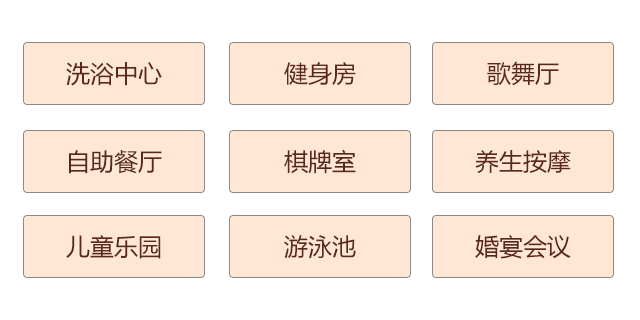 洗浴中心
健身房
歌舞厅
自助餐厅
棋牌室
养生按摩
儿童乐园
游泳池
婚宴会议